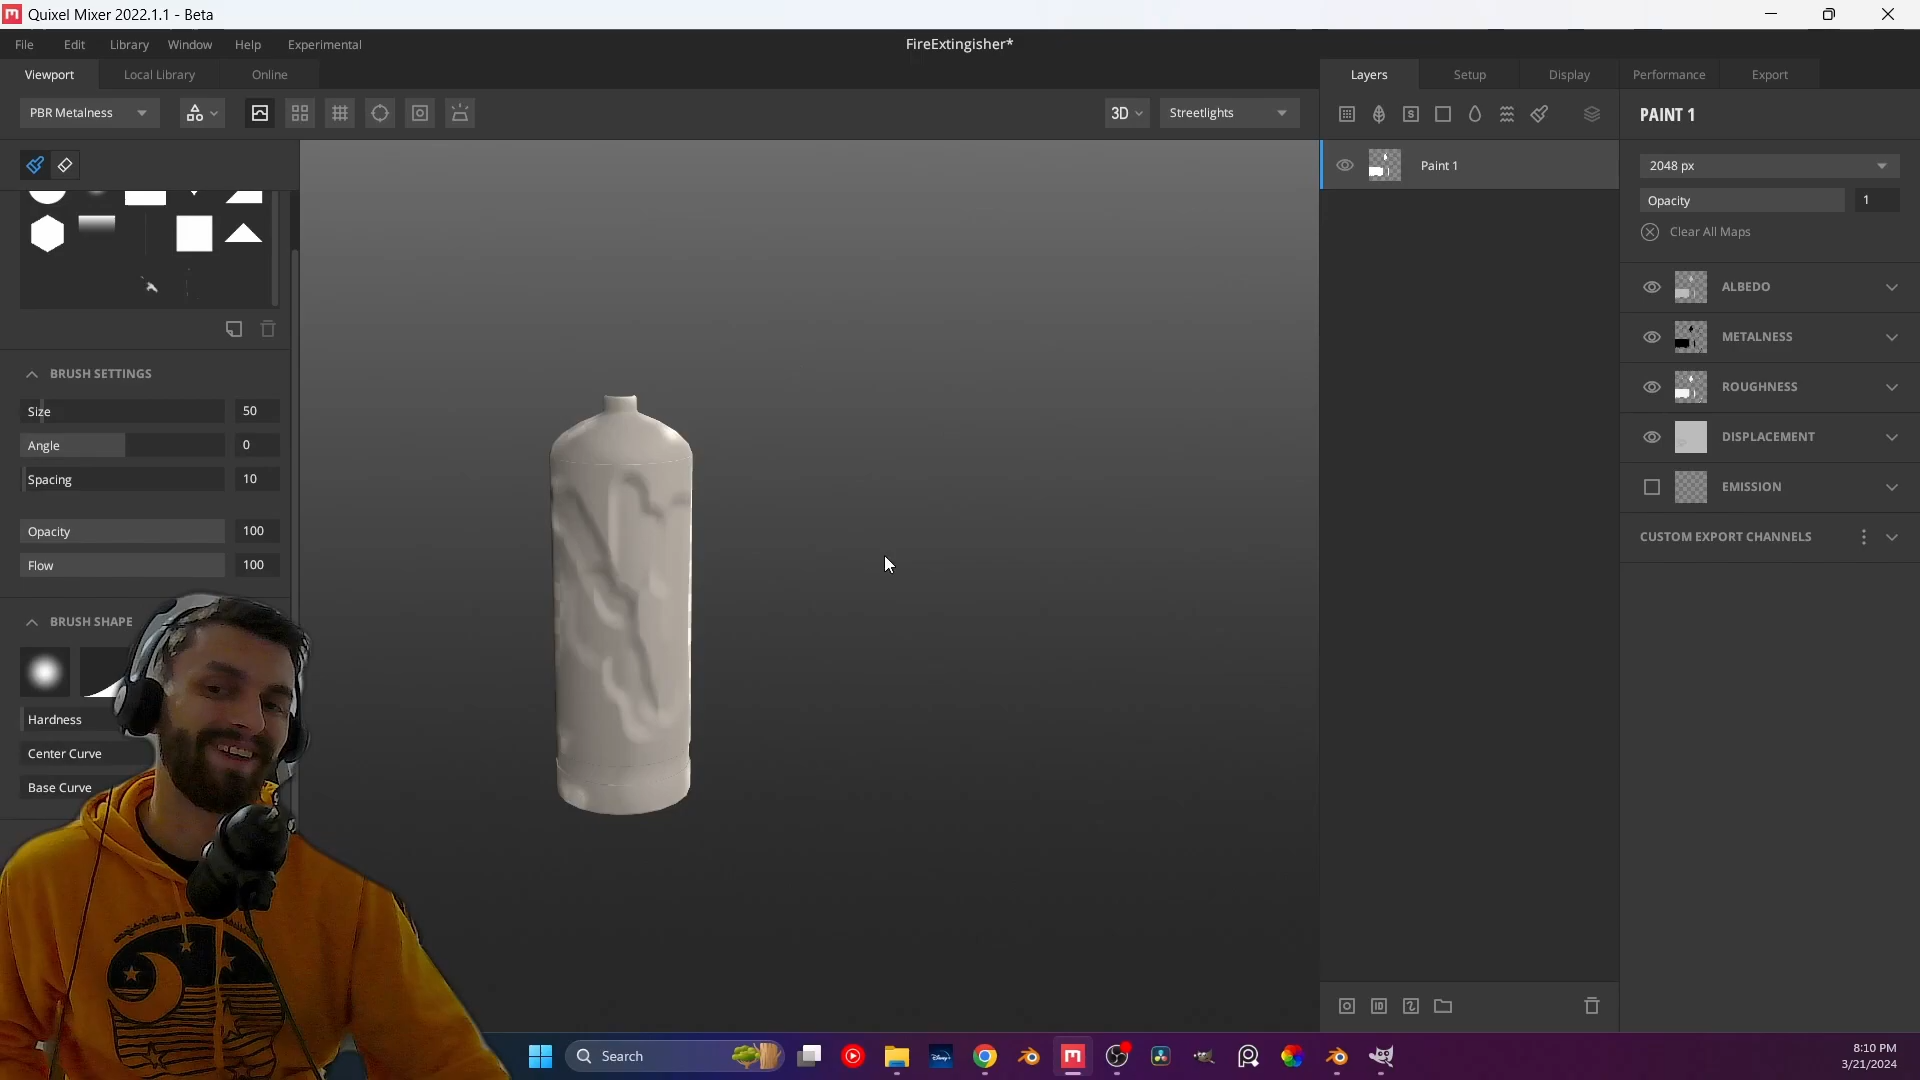 Quixel Mixer 2022.1.1 - Beta
File Edit Library Window Help Experimental
FireExtingisher*
Viewport Local Library Online
Layers Setup Display Performance Export
PBR Metalness
3D
Streetlights
PAINT 1
Paint 1
2048 px
Opacity 1
Clear All Maps
ALBEDO
METALNESS
ROUGHNESS
DISPLACEMENT
EMISSION
CUSTOM EXPORT CHANNELS
BRUSH SETTINGS
Size 50
Angle 0
Spacing 10
Opacity 100
Flow 100
BRUSH SHAPE
Hardness
Center Curve
Base Curve
Search
8:10 PM
3/21/2024